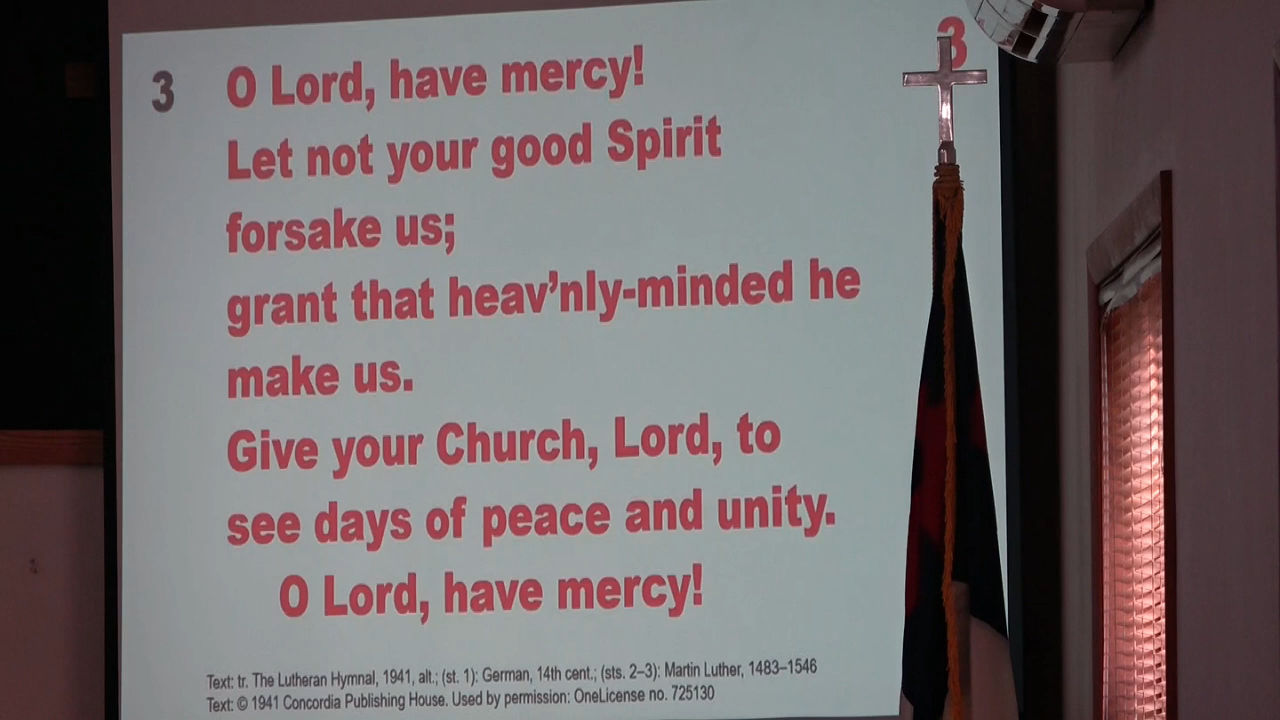 3
3 O Lord, have mercy!
Let not your good Spirit
forsake us;
grant that heav’nly-minded he
make us.
Give your Church, Lord, to
see days of peace and unity.
O Lord, have mercy!
Text: tr. The Lutheran Hymnal, 1941, alt.; (st. 1): German, 14th cent.; (sts. 2–3): Martin Luther, 1483–1546
Text: © 1941 Concordia Publishing House. Used by permission: OneLicense no. 725130